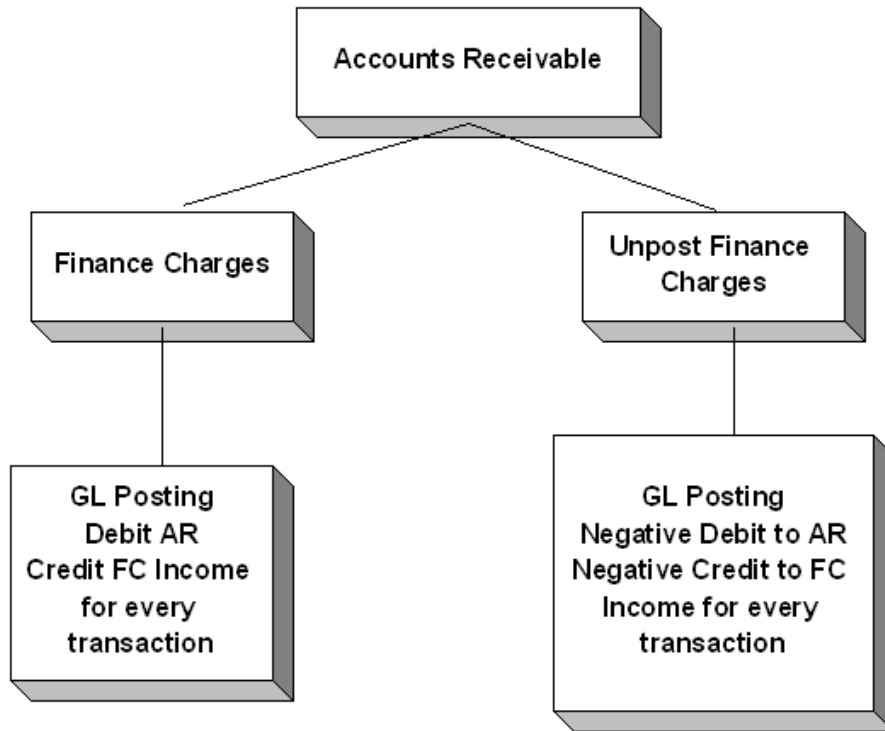 Accounts Receivable
Finance Charges
Unpost Finance
Charges
GL Posting
Debit AR
Credit FC Income
for every
transaction
GL Posting
Negative Debit to AR
Negative Credit to FC
Income for every
transaction